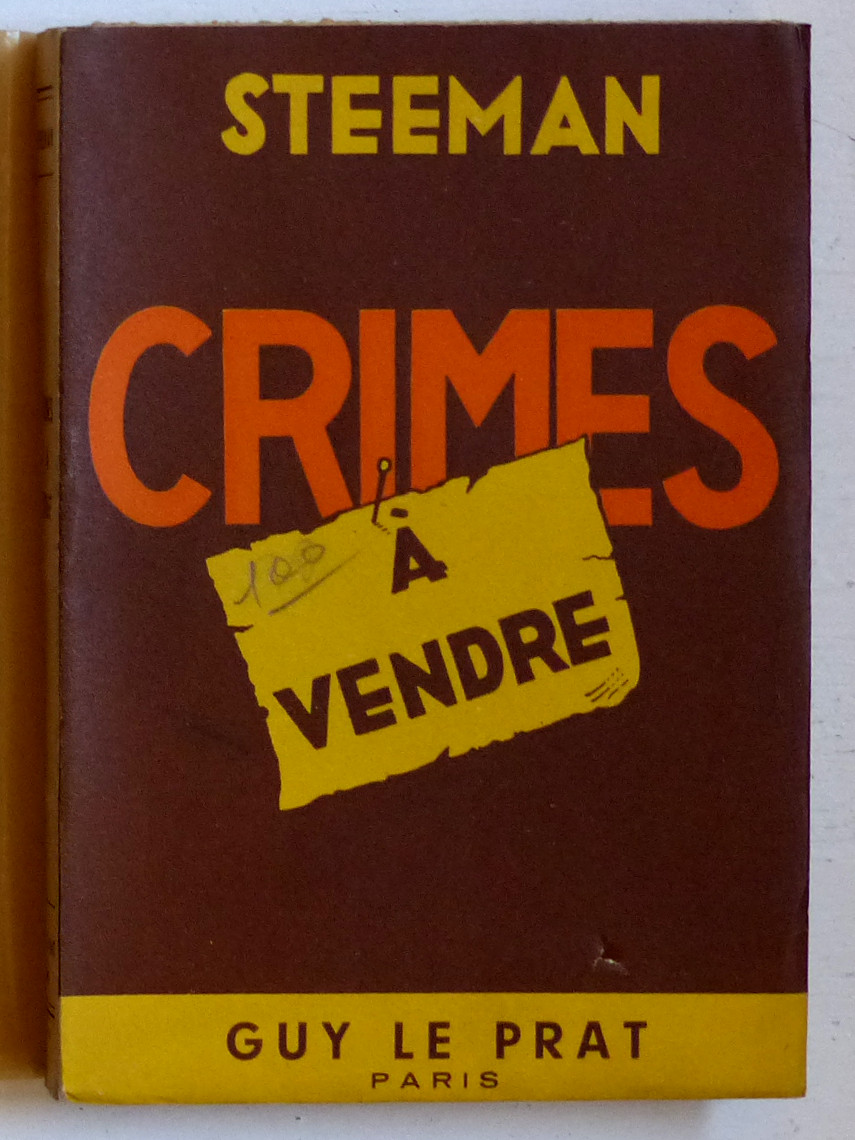 STEEMAN
CRIMES
À
100
VENDRE
GUY LE PRAT
PARIS